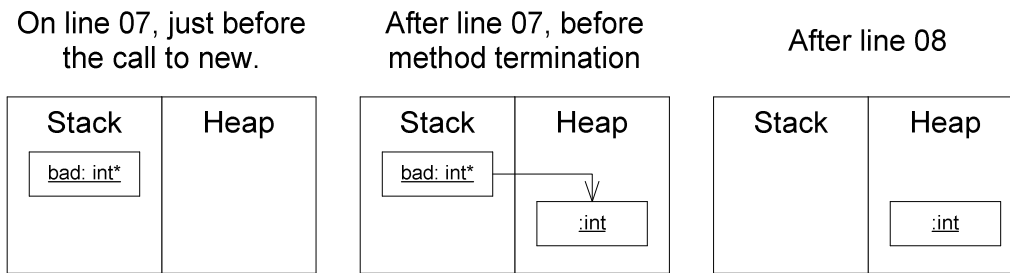 On line 07, just before
the call to new.
Stack
Heap
bad: int*
After line 07, before
method termination
Stack
Heap
bad: int*
:int
After line 08
Stack
Heap
:int